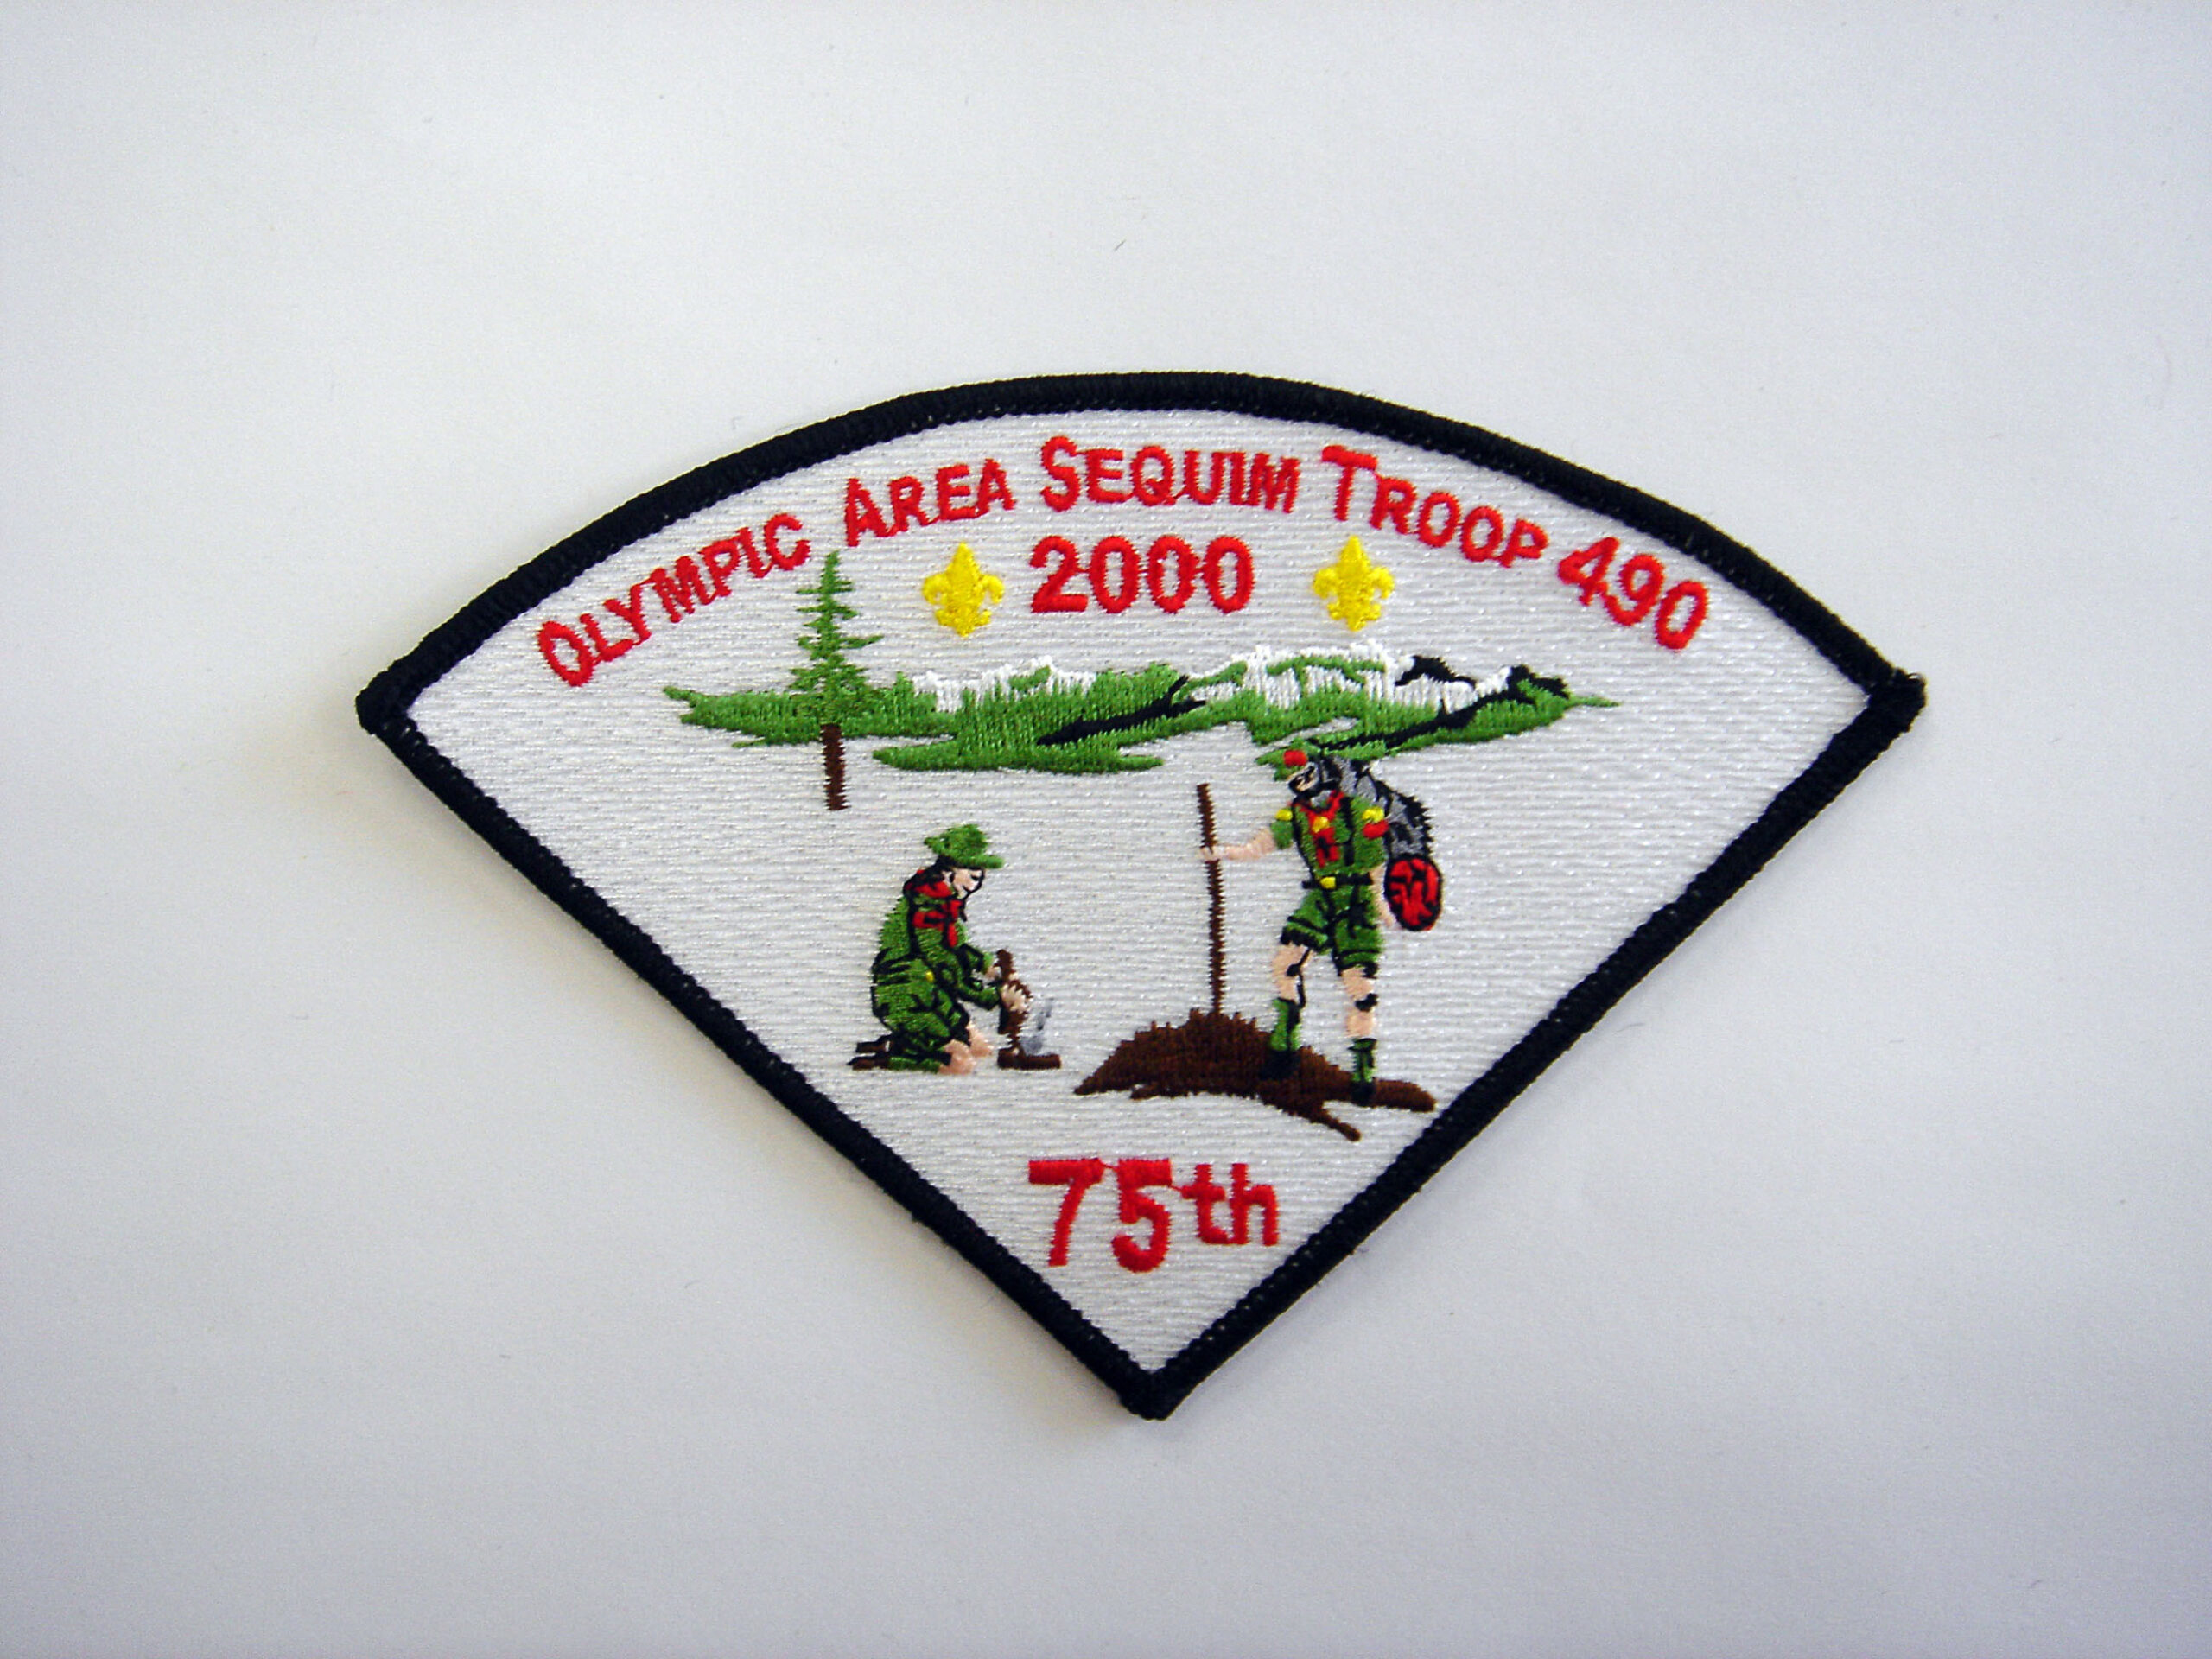 OLYMPIC AREA SEQUIM TROOP 490
2000
75th